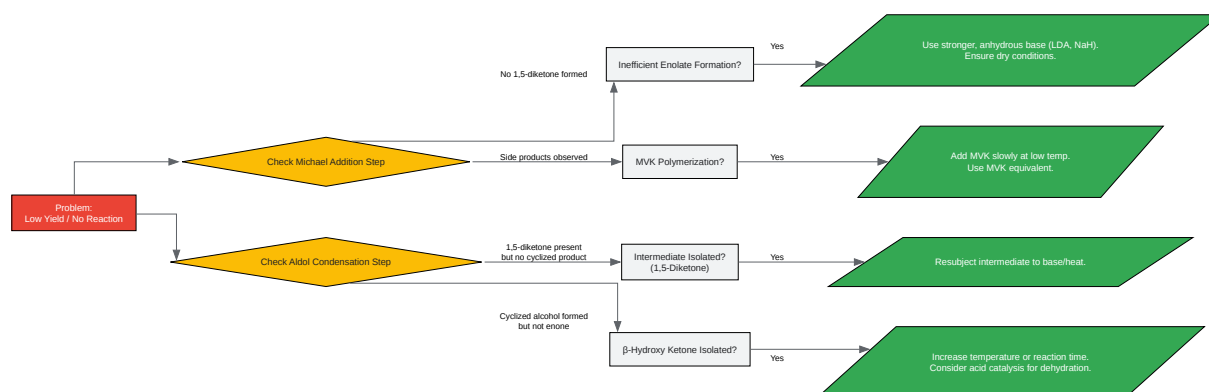 Problem:
Low Yield / No Reaction
Check Michael Addition Step
No 1,5-diketone formed
Inefficient Enolate Formation?
Yes
Use stronger, anhydrous base (LDA, NaH).
Ensure dry conditions.
Side products observed
MVK Polymerization?
Yes
Add MVK slowly at low temp.
Use MVK equivalent.
Check Aldol Condensation Step
1,5-diketone present
but no cyclized product
Intermediate Isolated?
(1,5-Diketone)
Yes
Resubject intermediate to base/heat.
Cyclized alcohol formed
but not enone
β-Hydroxy Ketone Isolated?
Yes
Increase temperature or reaction time.
Consider acid catalysis for dehydration.